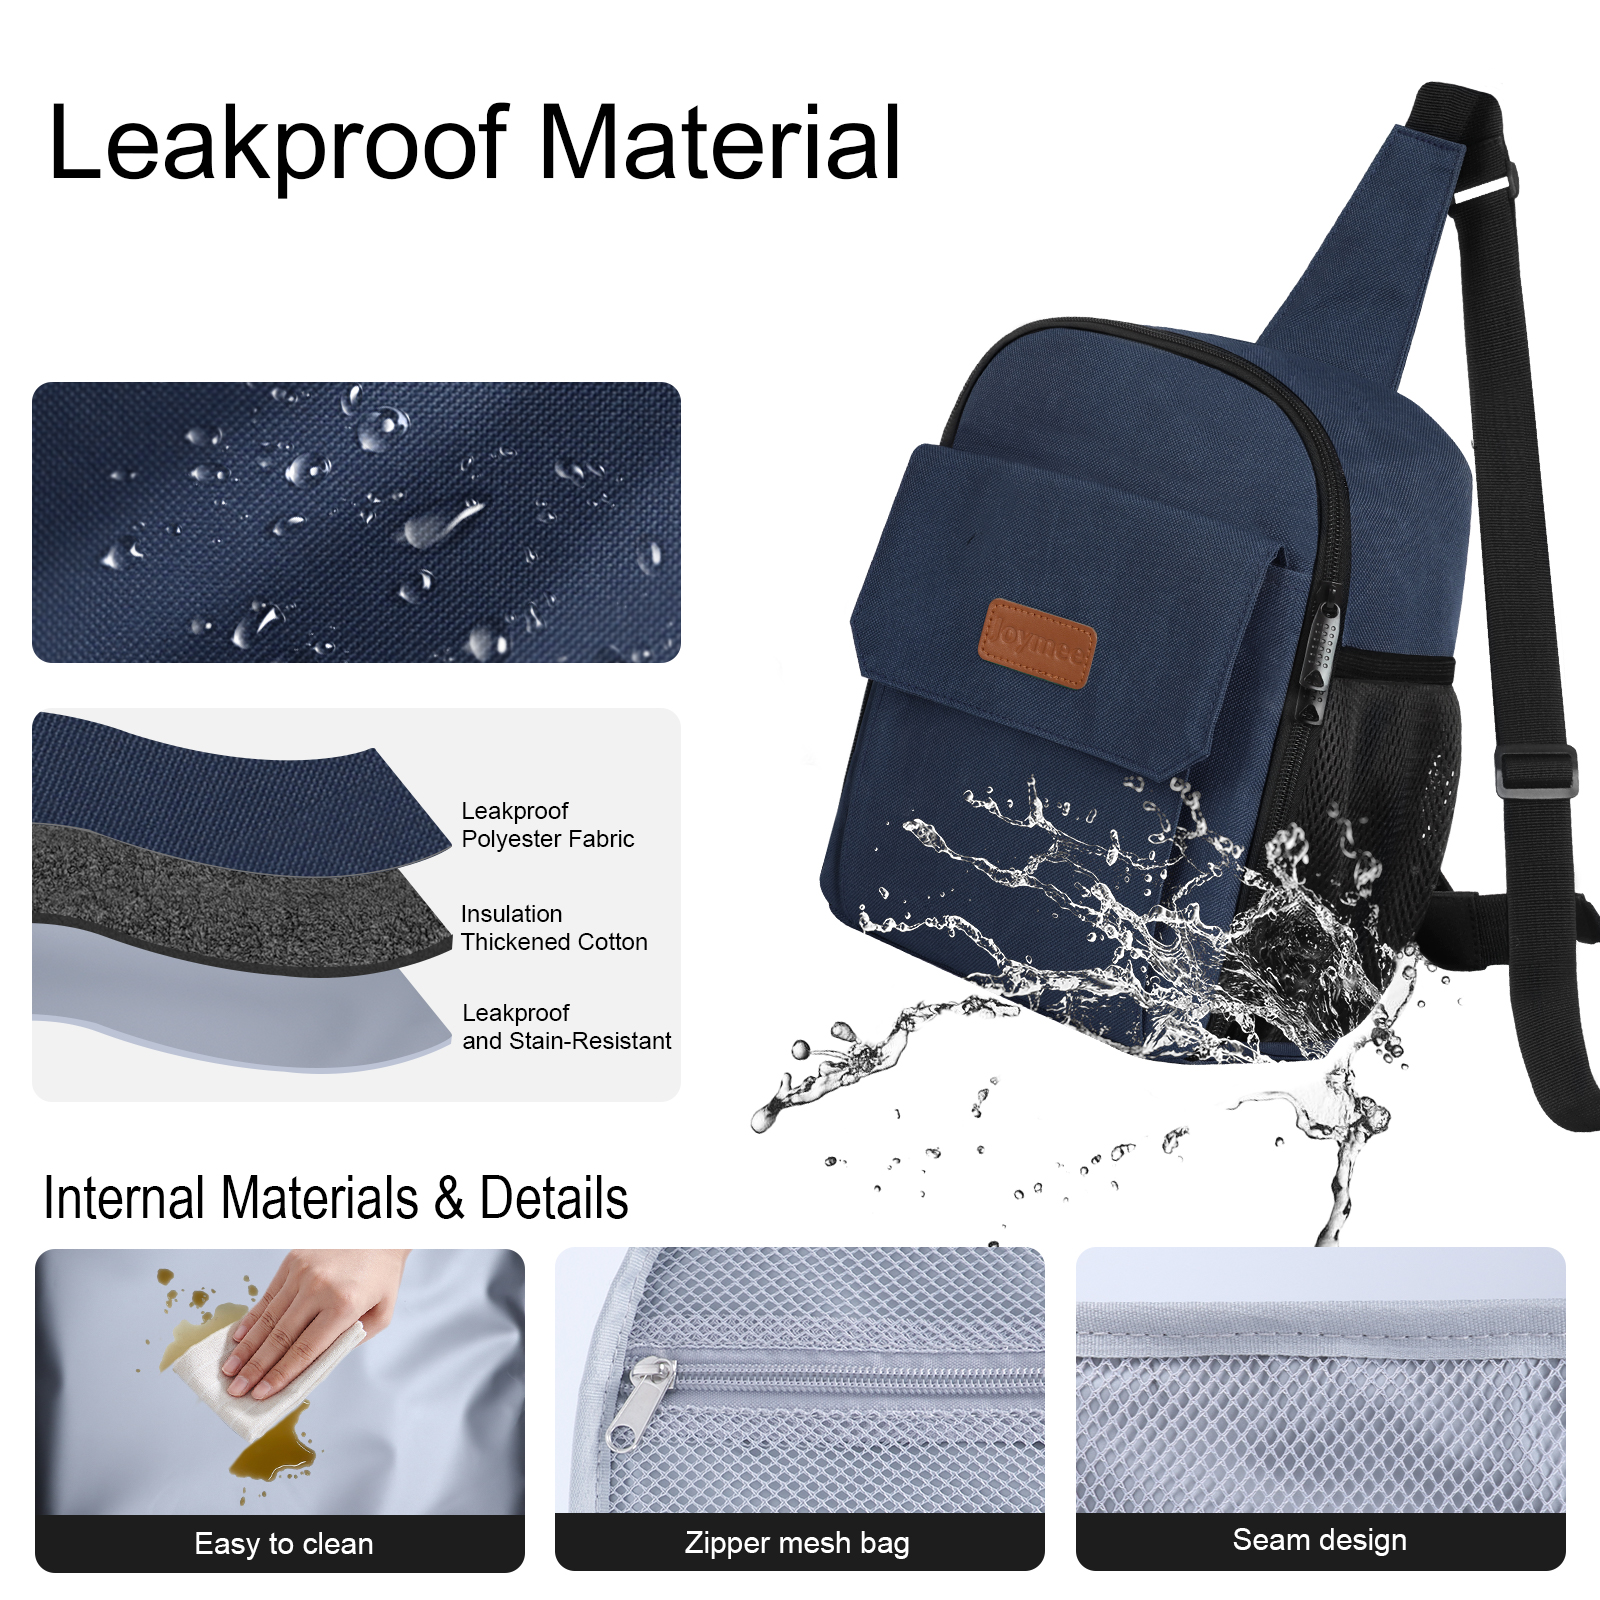 Leakproof Material
Joymee
Leakproof
Polyester Fabric
Insulation
Thickened Cotton
Leakproof
and Stain-Resistant
Internal Materials & Details
Easy to clean
Zipper mesh bag
Seam design